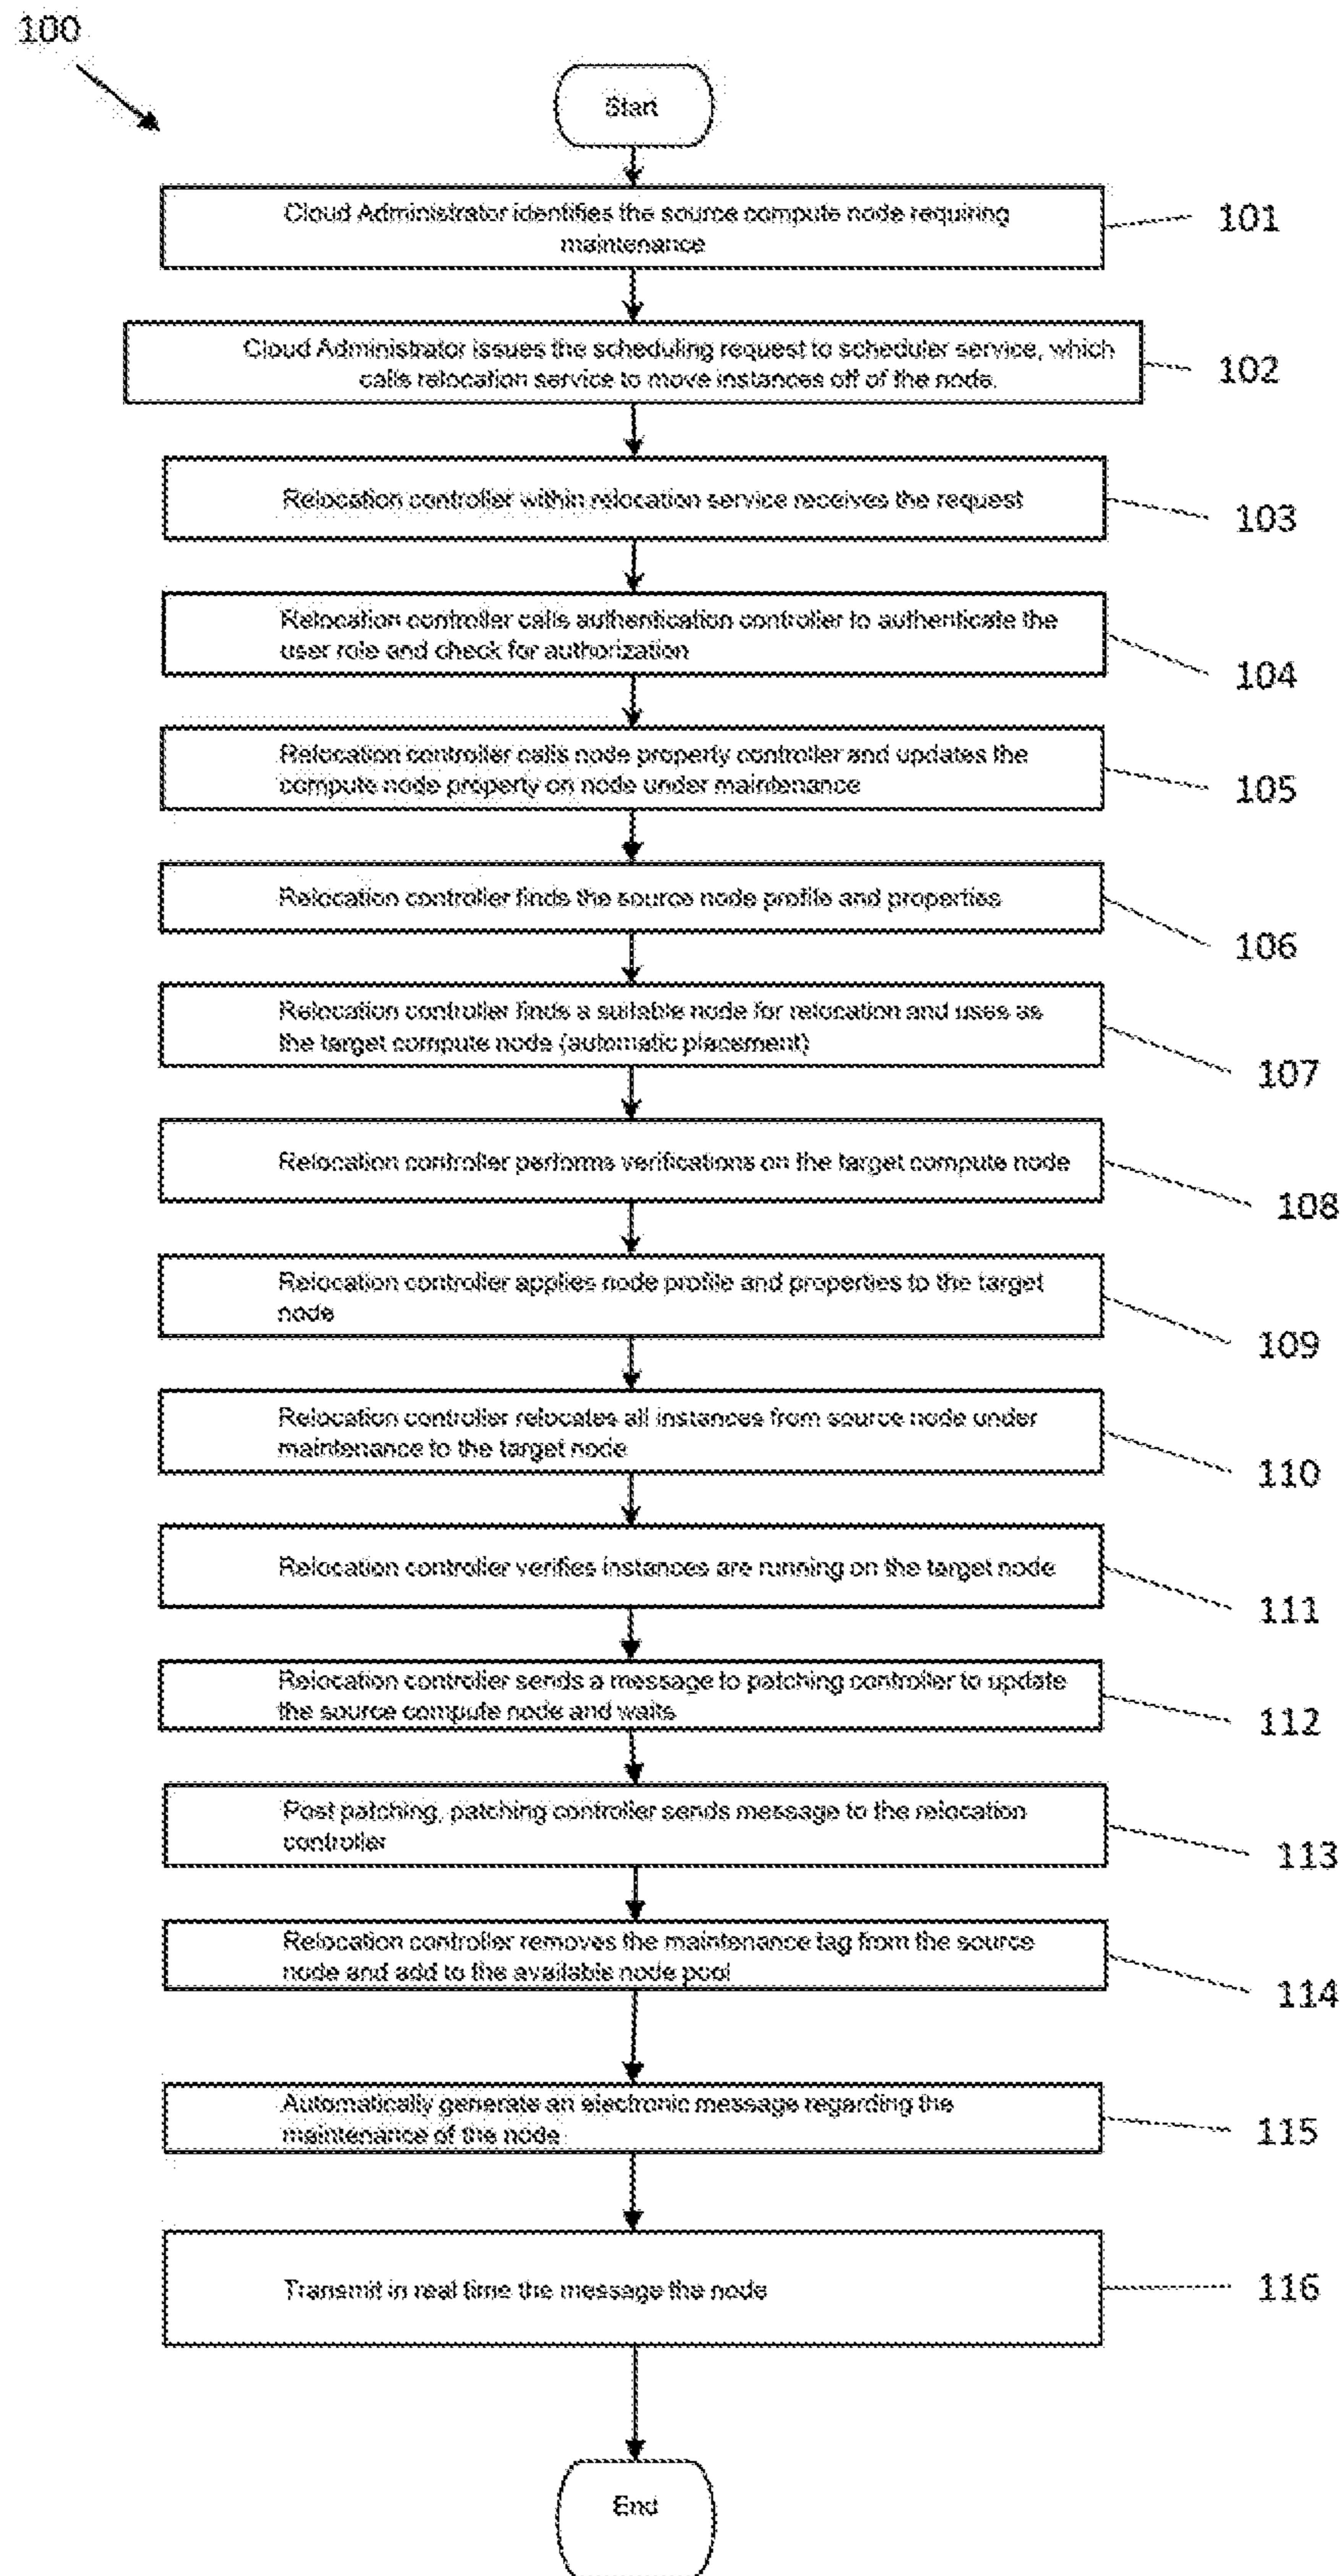 100
Start
Cloud Administrator identifies the source compute node requiring
maintenance
101
Cloud Administrator issues the scheduling request to scheduler service, which
calls relocation service to move instances off of the node.
102
Relocation controller within relocation service receives the request
103
Relocation controller calls authentication controller to authenticate the
user role and check for authorization
104
Relocation controller calls node property controller and updates the
compute node property on node under maintenance
105
Relocation controller finds the source node profile and properties
106
Relocation controller finds a suitable node for relocation and uses as
the target compute node (automatic placement)
107
Relocation controller performs verifications on the target compute node
108
Relocation controller applies node profile and properties to the target
node
109
Relocation controller relocates all instances from source node under
maintenance to the target node
110
Relocation controller verifies instances are running on the target node
111
Relocation controller sends a message to patching controller to update
the source compute node and waits
112
Post patching, patching controller sends message to the relocation
controller
113
Relocation controller removes the maintenance tag from the source
node and add to the available node pool
114
Automatically generate an electronic message regarding the
maintenance of the node
115
Transmit in real time the message the node
116
End